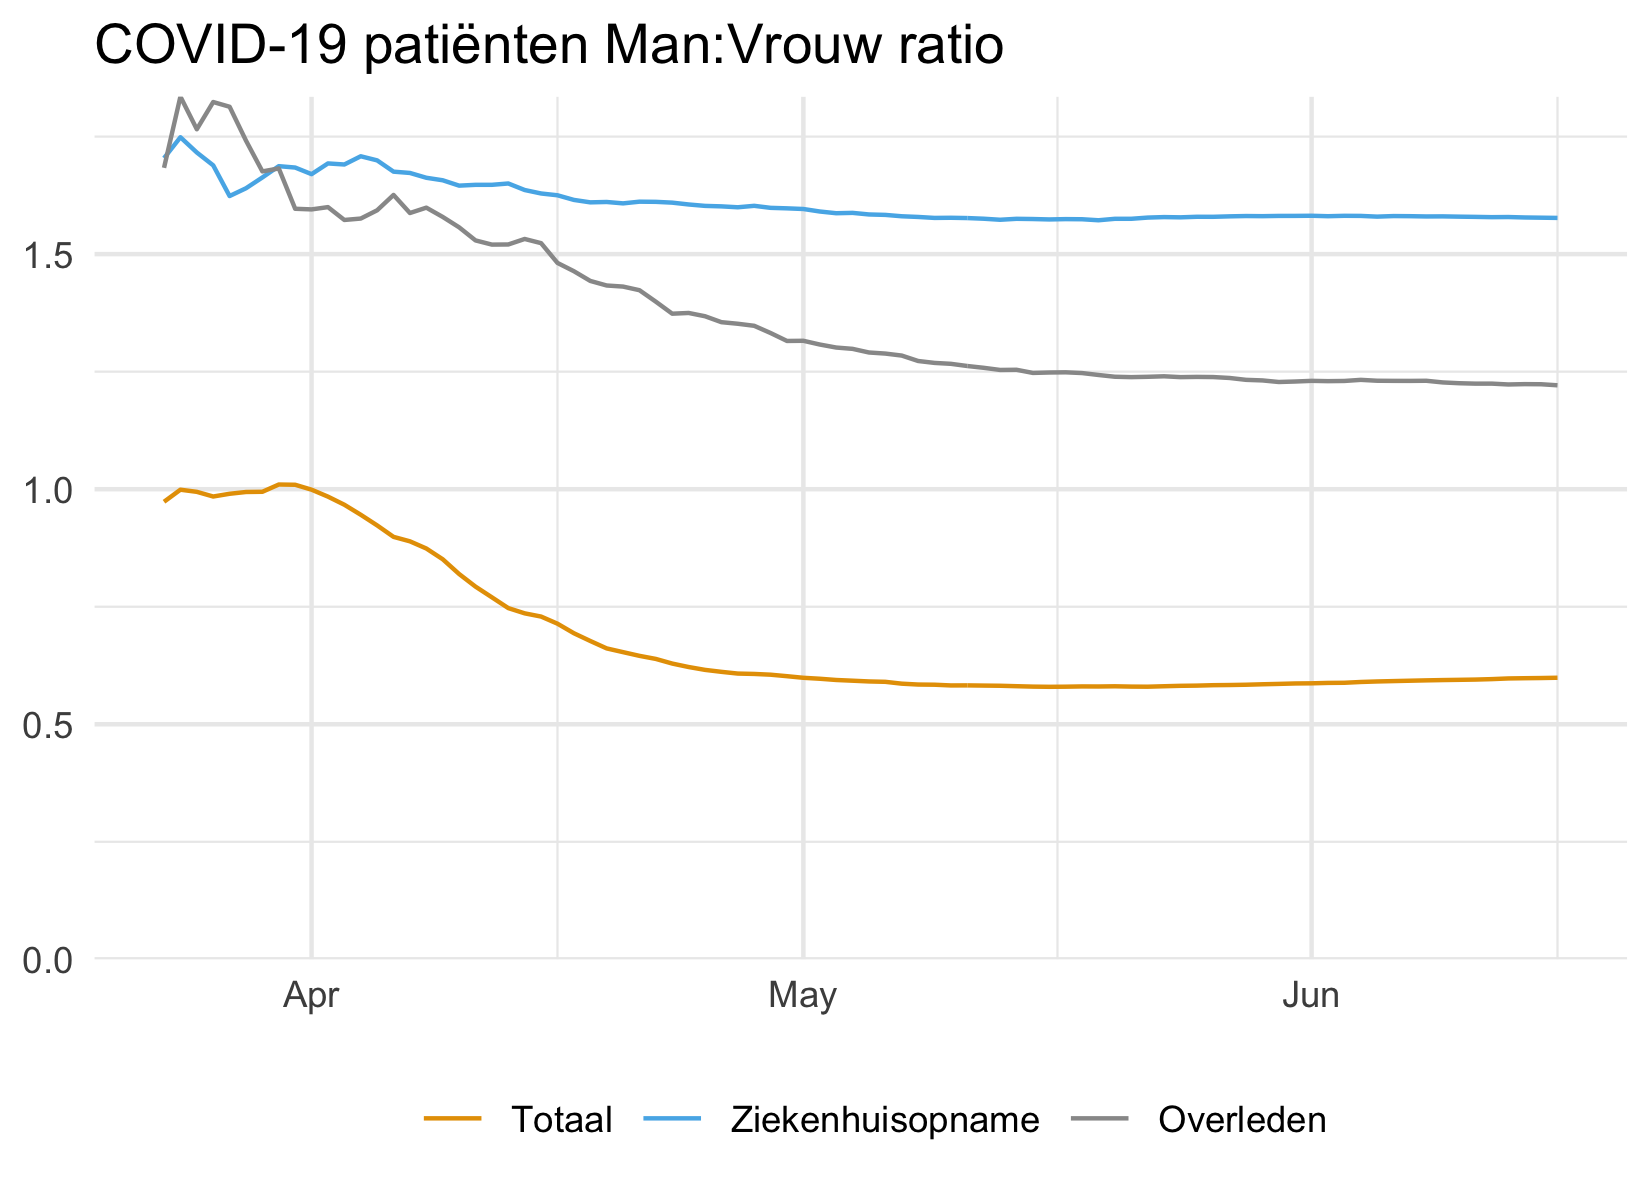 COVID-19 patiënten Man:Vrouw ratio
1.5
1.0
0.5
0.0
Apr May Jun
Totaal Ziekenhuisopname Overleden